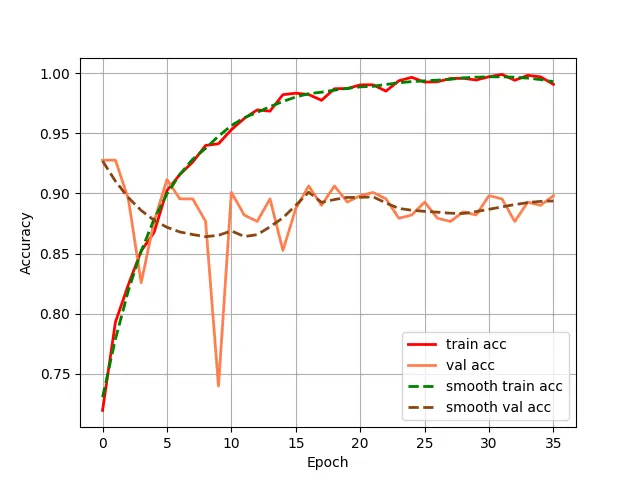 1.00
0.95
0.90
0.85
0.80
0.75
Accuracy
train acc
val acc
smooth train acc
smooth val acc
0 5 10 15 20 25 30 35
Epoch